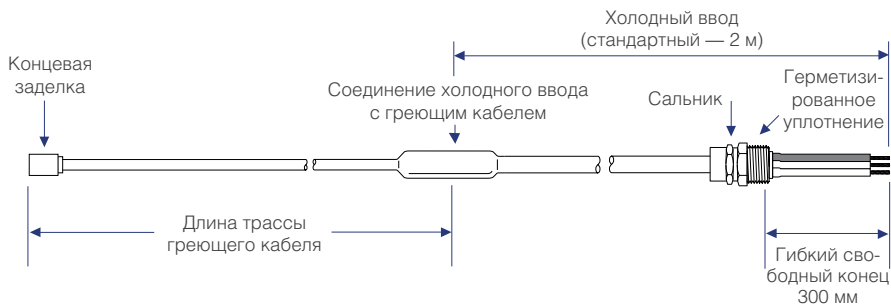 Холодный ввод
(стандартный — 2 м)
Концевая
заделка
Соединение холодного ввода
с греющим кабелем
Сальник
Герметизи-
рованное
уплотнение
Длина трассы
греющего кабеля
Гибкий сво-
бодный конец
300 мм